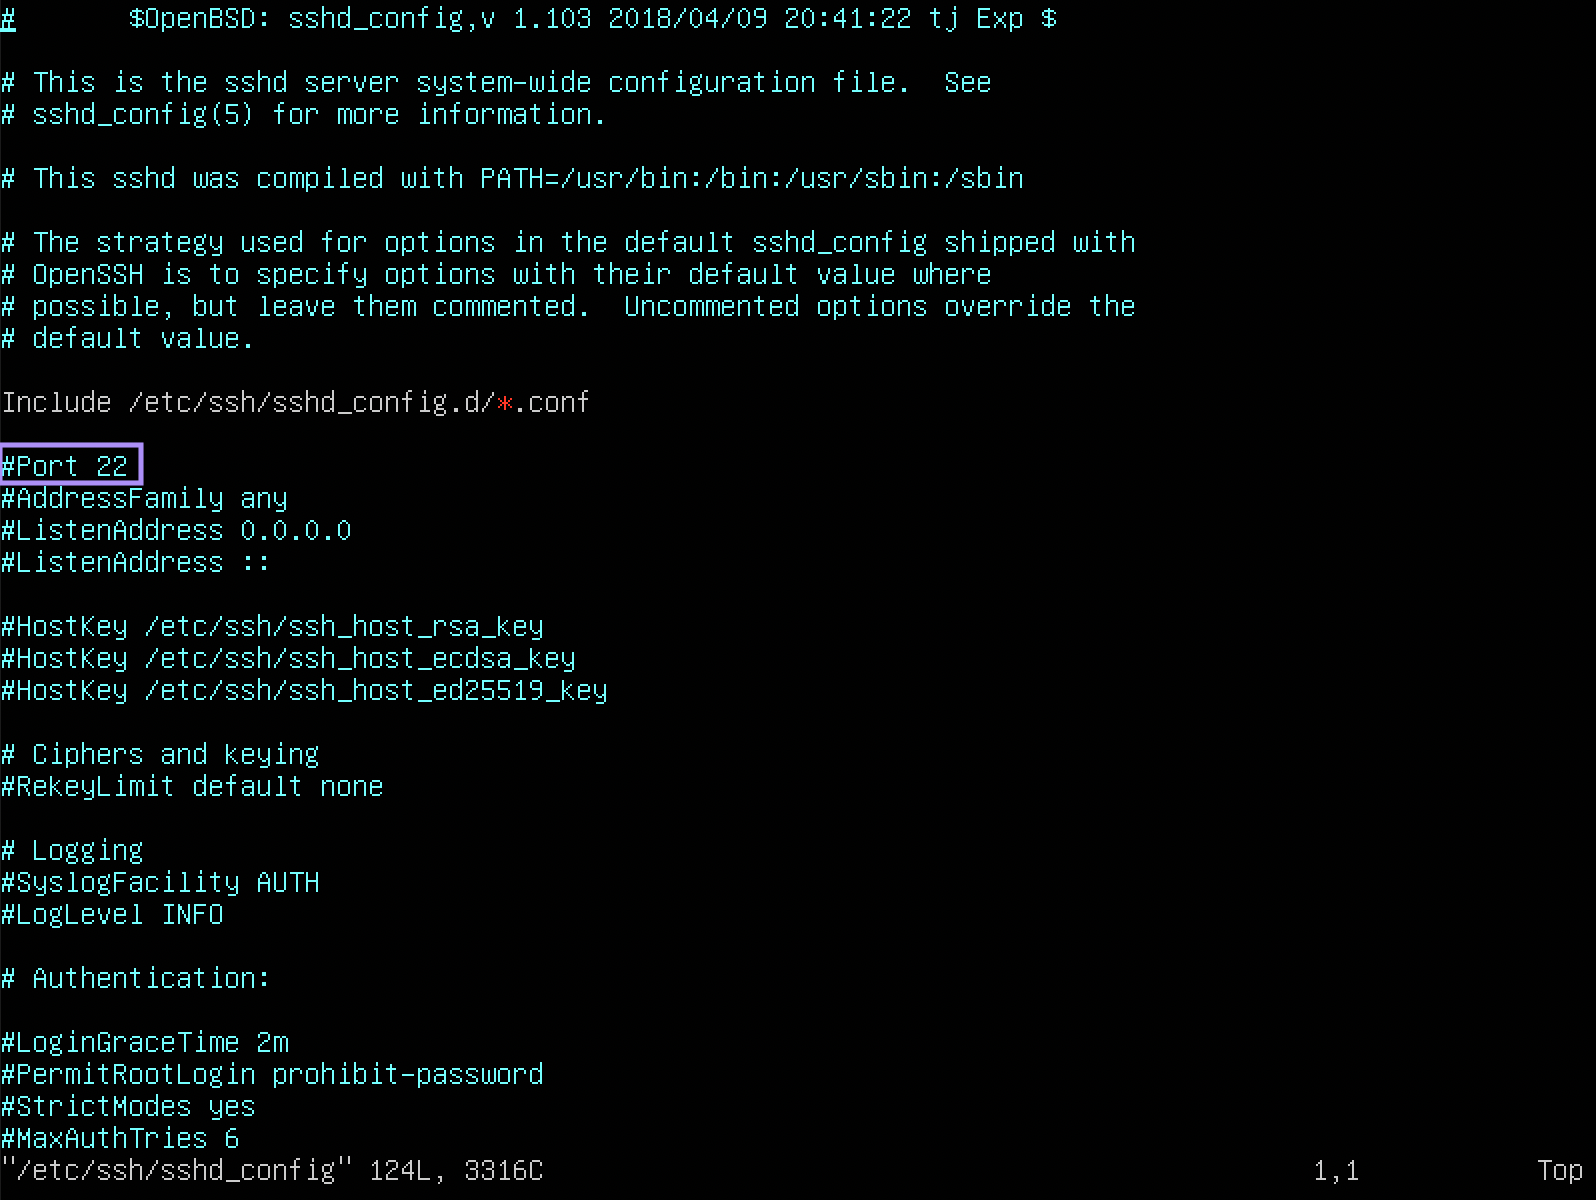 #       $OpenBSD: sshd_config,v 1.103 2018/04/09 20:41:22 tj Exp $
# This is the sshd server system-wide configuration file.  See
# sshd_config(5) for more information.
# This sshd was compiled with PATH=/usr/bin:/bin:/usr/sbin:/sbin
# The strategy used for options in the default sshd_config shipped with
# OpenSSH is to specify options with their default value where
# possible, but leave them commented.  Uncommented options override the
# default value.
Include /etc/ssh/sshd_config.d/*.conf
#Port 22
#AddressFamily any
#ListenAddress 0.0.0.0
#ListenAddress ::
#HostKey /etc/ssh/ssh_host_rsa_key
#HostKey /etc/ssh/ssh_host_ecdsa_key
#HostKey /etc/ssh/ssh_host_ed25519_key
# Ciphers and keying
#RekeyLimit default none
# Logging
#SyslogFacility AUTH
#LogLevel INFO
# Authentication:
#LoginGraceTime 2m
#PermitRootLogin prohibit-password
#StrictModes yes
#MaxAuthTries 6
"/etc/ssh/sshd_config" 124L, 3316C 1,1 Top